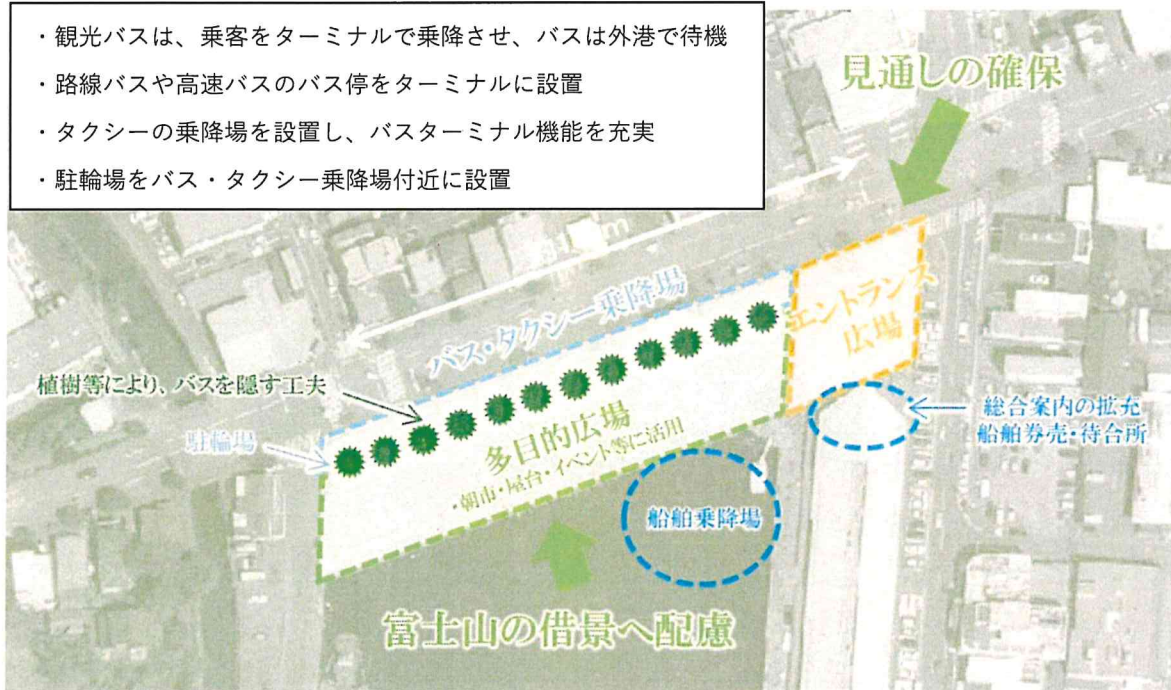 ・観光バスは、乗客をターミナルで乗降させ、バスは外港で待機
・路線バスや高速バスのバス停をターミナルに設置
・タクシーの乗降場を設置し、バスターミナル機能を充実
・駐輪場をバス・タクシー乗降場付近に設置
見通しの確保
バス・タクシー乗降場
エントランス
広場
植樹等により、バスを隠す工夫
駐輪場
多目的広場
・朝市・屋台・イベント等に活用
総合案内の拡充
船舶券売・待合所
船舶乗降場
富士山の借景へ配慮